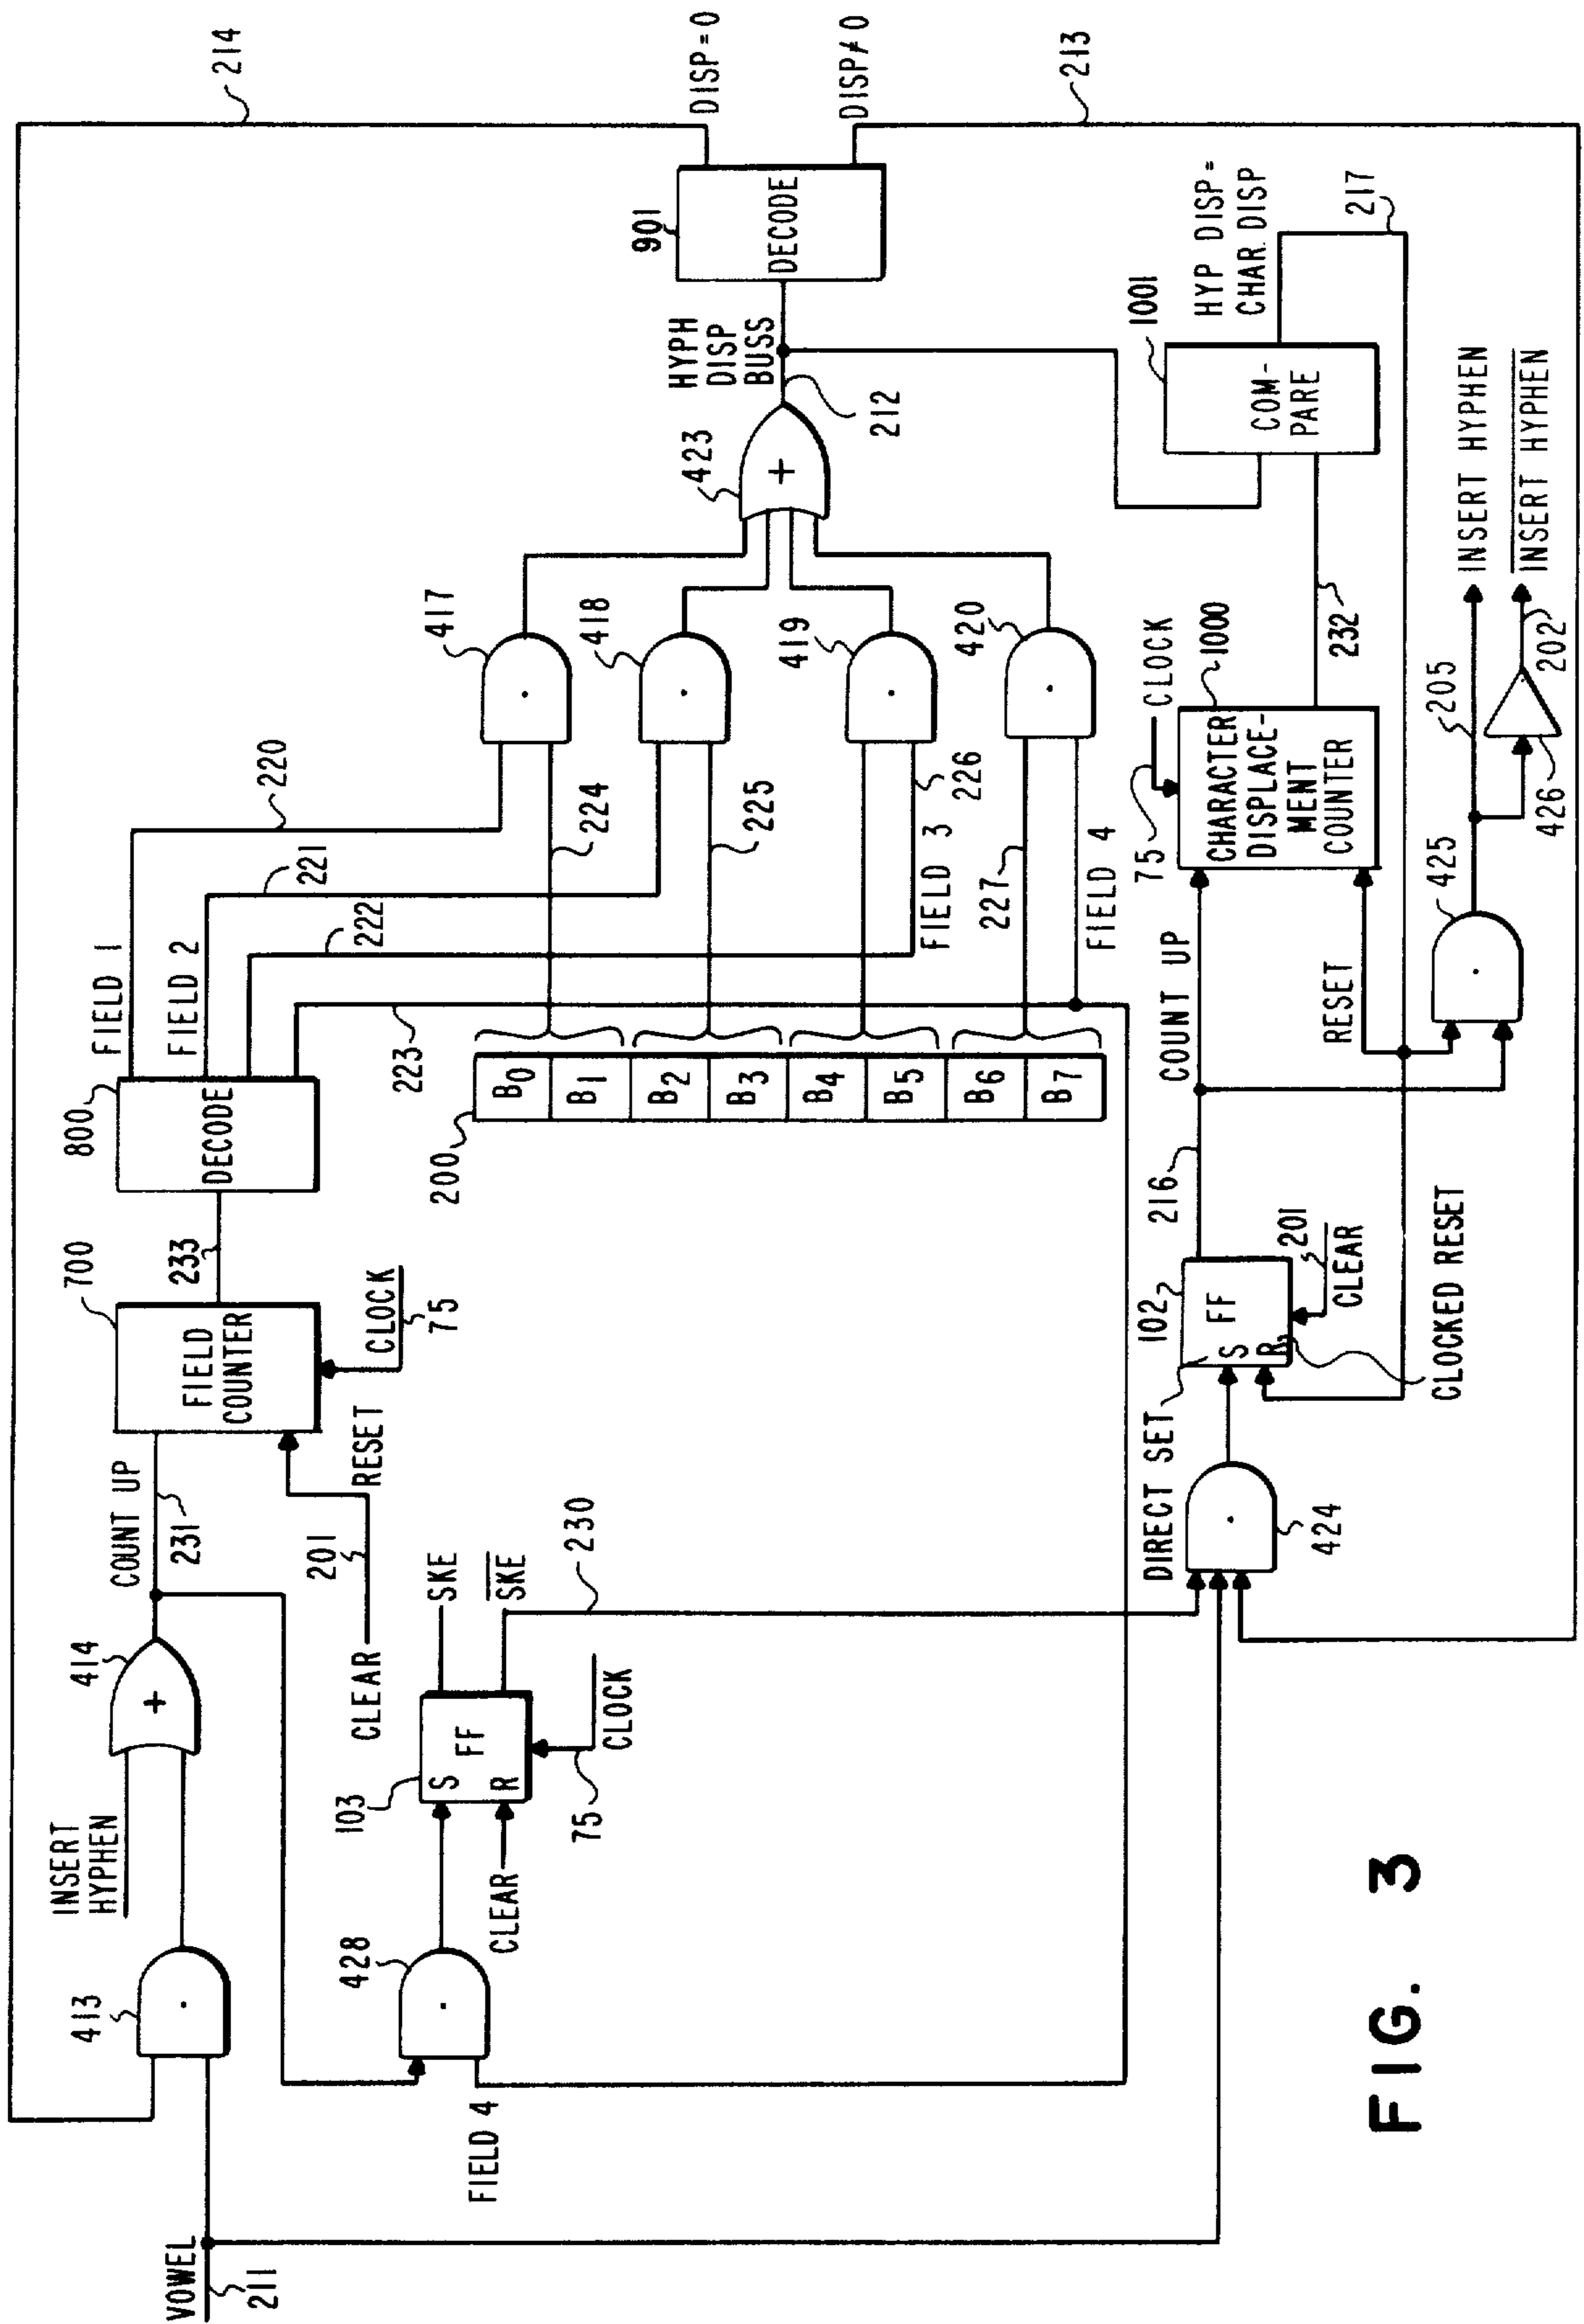 214
DISP=0
DISP≠0
213
901
DECODE
HYPH
DISP
BUSS
212
423
+
1001
COM-
PARE
HYP DISP=
CHAR. DISP
217
INSERT HYPHEN
INSERT HYPHEN
417
418
419
420
220
221
222
224
225
226
FIELD 3
227
FIELD 4
CLOCK
75
1000
CHARACTER
DISPLACE-
MENT
COUNTER
232
205
202
426
425
FIELD 1
FIELD 2
800
DECODE
223
200
B0
B1
B2
B3
B4
B5
B6
B7
COUNT UP
RESET
216
233
700
FIELD
COUNTER
CLOCK
75
102
FF
S
R
201
CLEAR
CLOCKED RESET
DIRECT SET
424
COUNT UP
231
RESET
201
CLEAR
414
+
INSERT
HYPHEN
413
SKE
SKE
230
103
S
FF
R
CLOCK
75
CLEAR
428
FIELD 4
VOWEL
211
FIG. 3